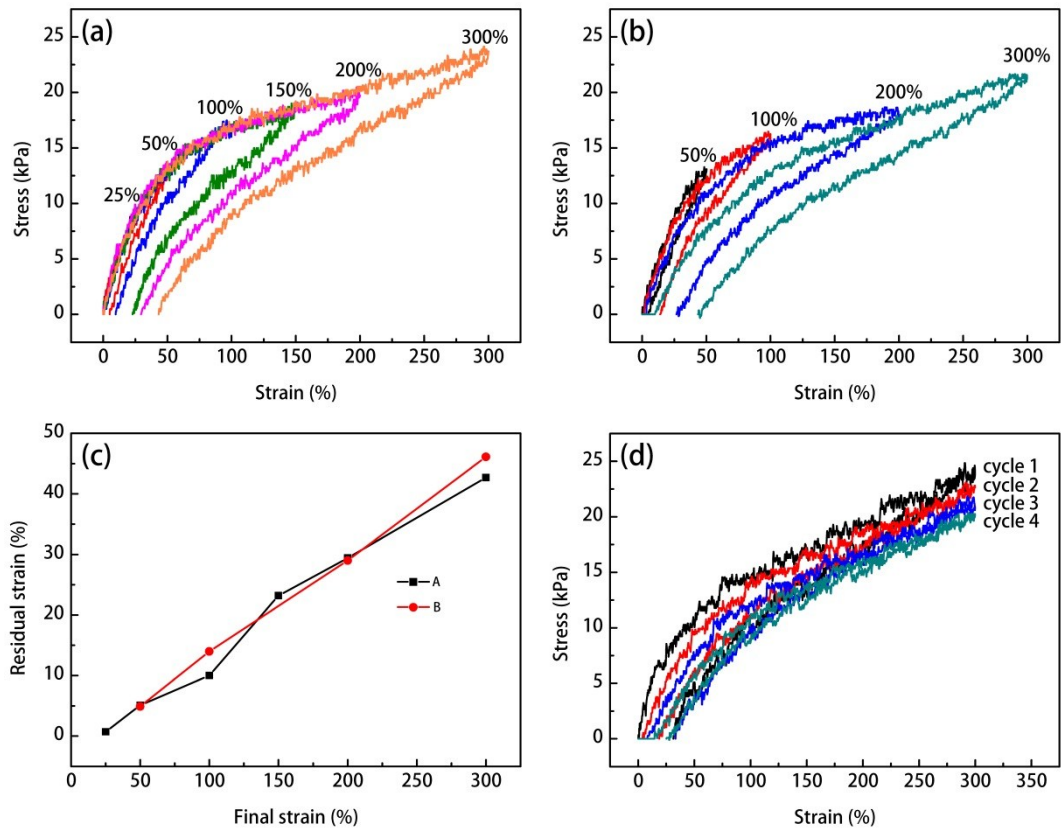 (a)
25%
50%
100%
150%
200%
300%
25
20
15
10
5
0
Stress (kPa)
0 50 100 150 200 250 300
Strain (%)
(b)
50%
100%
200%
300%
25
20
15
10
5
0
Stress (kPa)
0 50 100 150 200 250 300
Strain (%)
(c)
50
40
30
20
10
0
Residual strain (%)
A
B
0 50 100 150 200 250 300
Final strain (%)
(d)
cycle 1
cycle 2
cycle 3
cycle 4
25
20
15
10
5
0
Stress (kPa)
0 50 100 150 200 250 300
Strain (%)